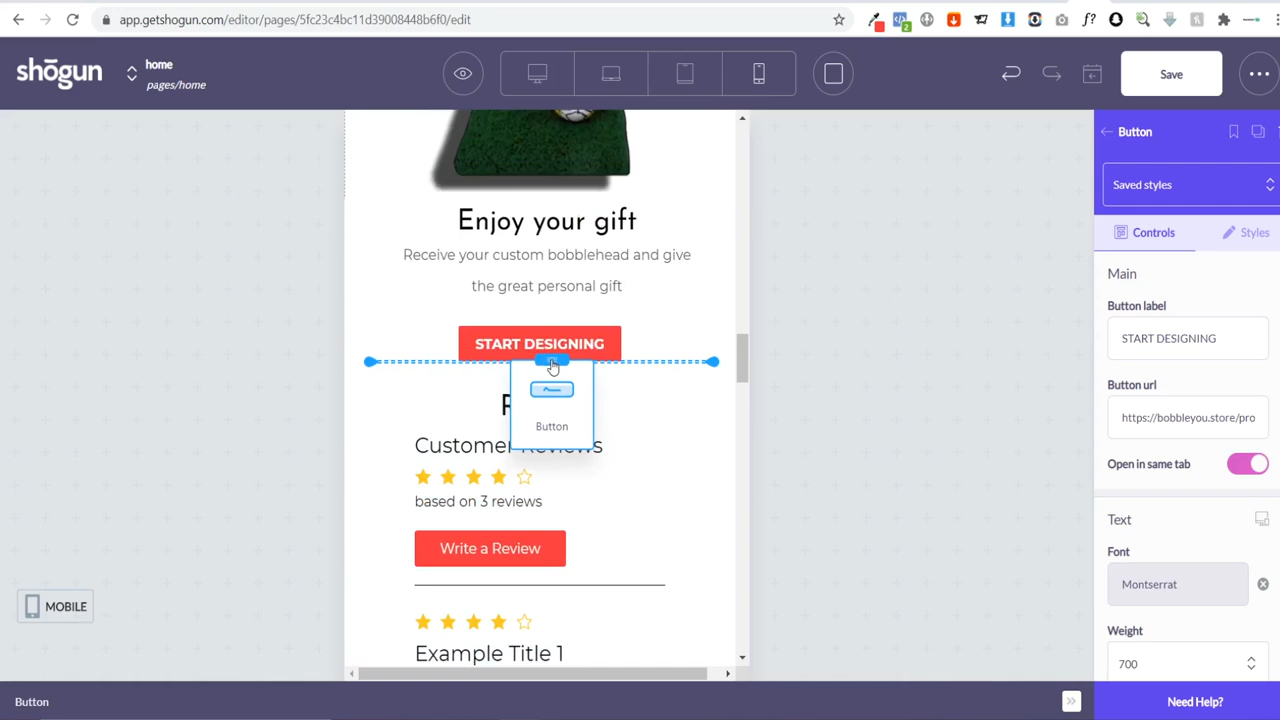 app.getshogun.com/editor/pages/5fc23c4bc11d39008448b6f0/edit
2
f?
shōgun
home
pages/home
Save
Button
Saved styles
Controls
Styles
Main
Button label
START DESIGNING
Button url
https://bobbleyou.store/pro
Open in same tab
Text
Font
Montserrat
Weight
700
Enjoy your gift
Receive your custom bobblehead and give
the great personal gift
START DESIGNING
Button
Customer Reviews
based on 3 reviews
Write a Review
Example Title 1
MOBILE
Button
Need Help?